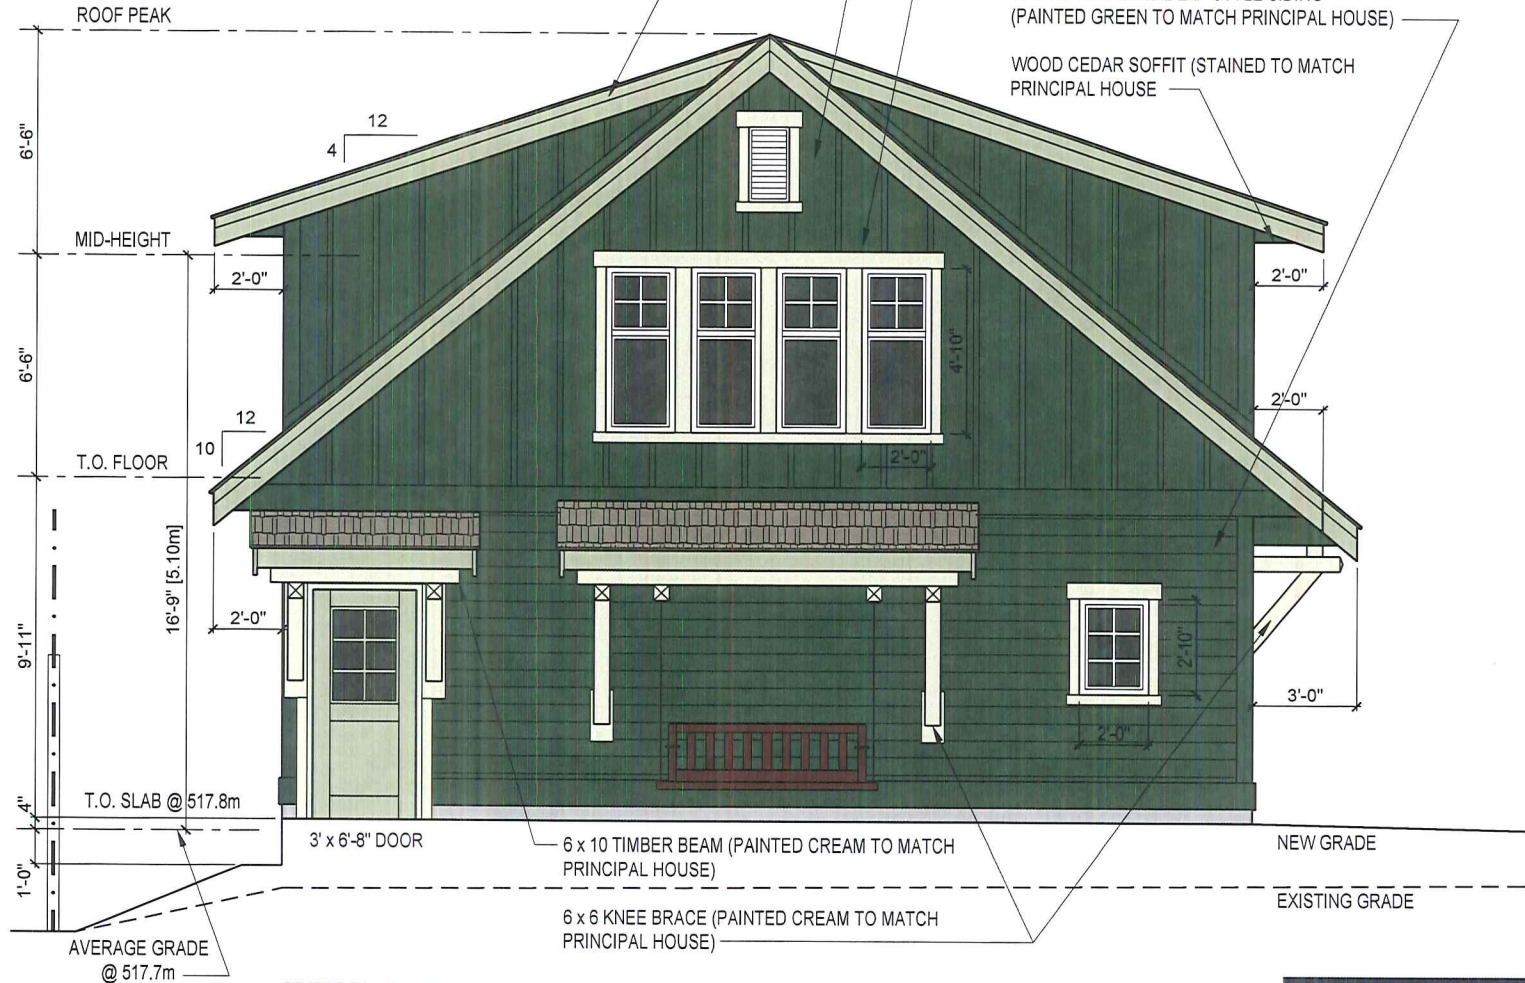 ROOF PEAK
(PAINTED GREEN TO MATCH PRINCIPAL HOUSE)
WOOD CEDAR SOFFIT (STAINED TO MATCH
PRINCIPAL HOUSE
6'-6"
12
4
MID-HEIGHT
2'-0"
2'-0"
6'-6"
4'-10"
12
10
2'-0"
T.O. FLOOR
2'-0"
16'-9" [5.10m]
9'-11"
2'-0"
2'-10"
3'-0"
2'-0"
4"
T.O. SLAB @ 517.8m
3' x 6'-8" DOOR
6 x 10 TIMBER BEAM (PAINTED CREAM TO MATCH
PRINCIPAL HOUSE)
NEW GRADE
1'-0"
EXISTING GRADE
6 x 6 KNEE BRACE (PAINTED CREAM TO MATCH
PRINCIPAL HOUSE)
AVERAGE GRADE
@ 517.7m